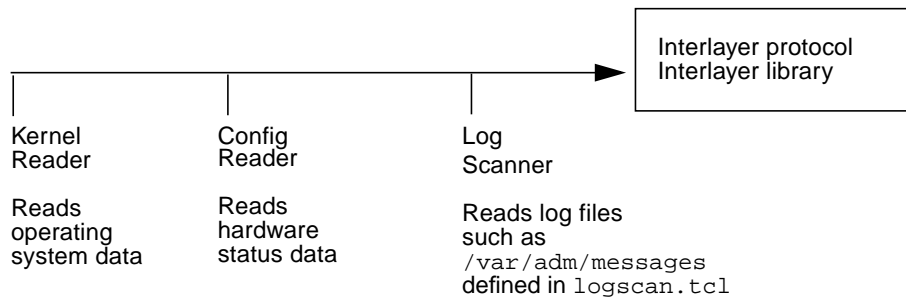 Interlayer protocol
Interlayer library
Kernel
Reader
Reads
operating
system data
Config
Reader
Reads
hardware
status data
Log
Scanner
Reads log files
such as
/var/adm/messages
defined in logscan.tcl